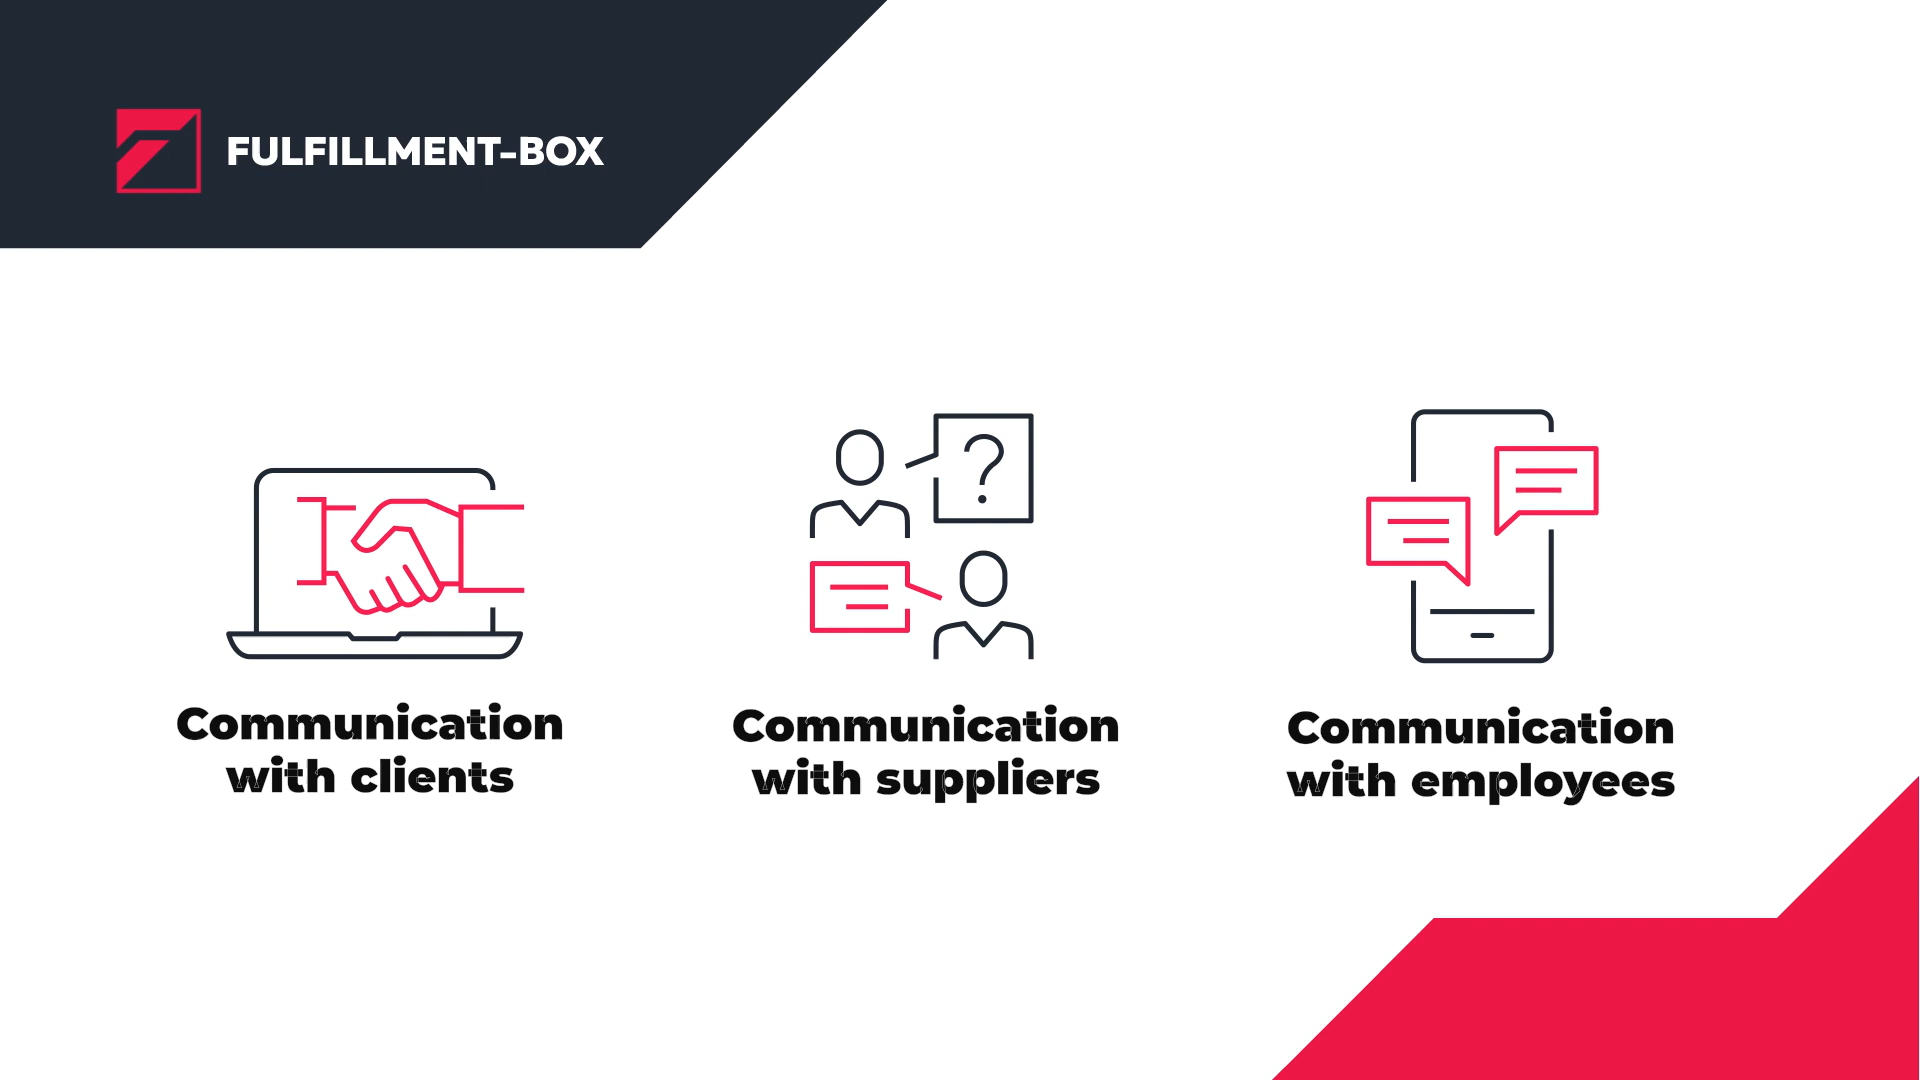 FULFILLMENT-BOX
?
Communication
with clients
Communication
with suppliers
Communication
with employees